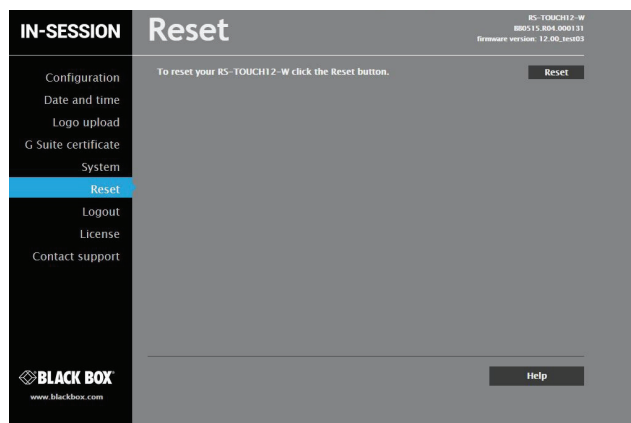 IN-SESSION
Configuration
Date and time
Logo upload
G Suite certificate
System
Reset
Logout
License
Contact support
BLACK BOX®
www.blackbox.com
Reset
RS-TOUCH12-W
880515.R04.000131
firmware version: 12.00_test03
To reset your RS-TOUCH12-W click the Reset button.
Reset
Help